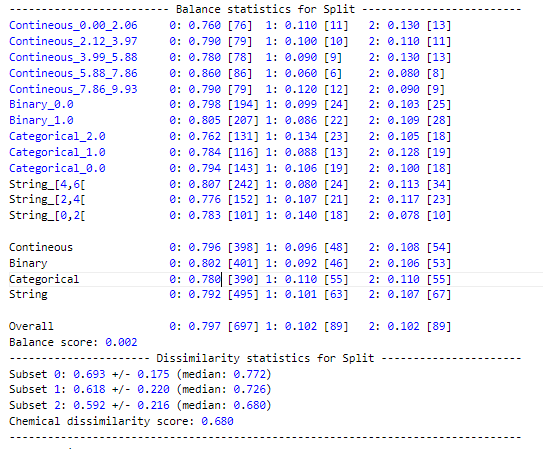 ------------------------- Balance statistics for Split ------------------------
Contineous_0.00_2.06 0: 0.760 [76] 1: 0.110 [11] 2: 0.130 [13]
Contineous_2.12_3.97 0: 0.790 [79] 1: 0.100 [10] 2: 0.110 [11]
Contineous_3.99_5.88 0: 0.780 [78] 1: 0.090 [9] 2: 0.130 [13]
Contineous_5.88_7.86 0: 0.860 [86] 1: 0.060 [6] 2: 0.080 [8]
Contineous_7.86_9.93 0: 0.790 [79] 1: 0.120 [12] 2: 0.090 [9]
Binary_0.0 0: 0.798 [194] 1: 0.099 [24] 2: 0.103 [25]
Binary_1.0 0: 0.805 [207] 1: 0.086 [22] 2: 0.109 [28]
Categorical_2.0 0: 0.762 [131] 1: 0.134 [23] 2: 0.105 [18]
Categorical_1.0 0: 0.784 [116] 1: 0.088 [13] 2: 0.128 [19]
Categorical_0.0 0: 0.794 [143] 1: 0.106 [19] 2: 0.100 [18]
String_[4,6[ 0: 0.807 [242] 1: 0.080 [24] 2: 0.113 [34]
String_[2,4[ 0: 0.776 [152] 1: 0.107 [21] 2: 0.117 [23]
String_[0,2[ 0: 0.783 [101] 1: 0.140 [18] 2: 0.078 [10]
Contineous 0: 0.796 [398] 1: 0.096 [48] 2: 0.108 [54]
Binary 0: 0.802 [401] 1: 0.092 [46] 2: 0.106 [53]
Categorical 0: 0.780 [390] 1: 0.110 [55] 2: 0.110 [55]
String 0: 0.792 [495] 1: 0.101 [63] 2: 0.107 [67]
Overall 0: 0.797 [697] 1: 0.102 [89] 2: 0.102 [89]
Balance score: 0.002
--------------------- Dissimilarity statistics for Split ---------------------
Subset 0: 0.693 +/- 0.175 (median: 0.772)
Subset 1: 0.618 +/- 0.220 (median: 0.726)
Subset 2: 0.592 +/- 0.216 (median: 0.680)
Chemical dissimilarity score: 0.680
------------------------------------------------------------------------------